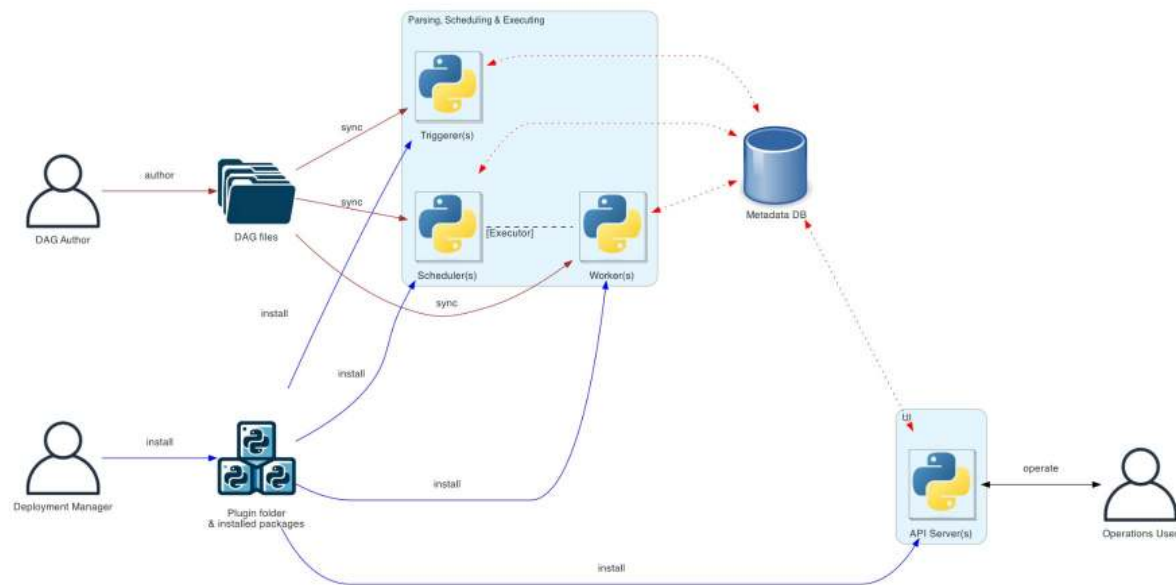 Parsing, Scheduling & Executing
Triggerer(s)
sync
author
sync
DAG Author
DAG files
[Executor]
Metadata DB
Scheduler(s)
Worker(s)
sync
install
install
UI
install
operate
install
Deployment Manager
Plugin folder
& installed packages
API Server(s)
Operations User
install